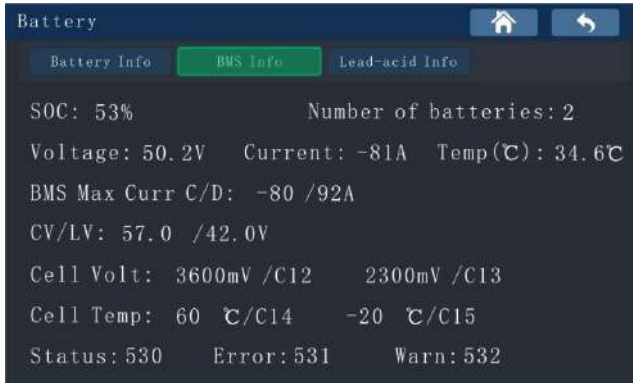 Battery
Battery Info BMS Info Lead-acid Info
SOC: 53% Number of batteries: 2
Voltage: 50.2V Current: -81A Temp(℃): 34.6℃
BMS Max Curr C/D: -80 /92A
CV/LV: 57.0 /42.0V
Cell Volt: 3600mV /C12 2300mV /C13
Cell Temp: 60 ℃/C14 -20 ℃/C15
Status: 530 Error: 531 Warn: 532